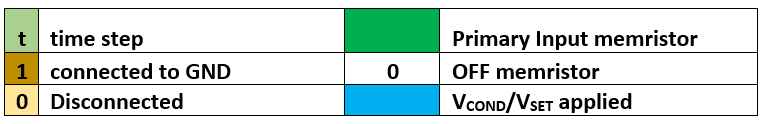 t time step Primary Input memristor
1 connected to GND 0 OFF memristor
0 Disconnected VCOND/VSET applied